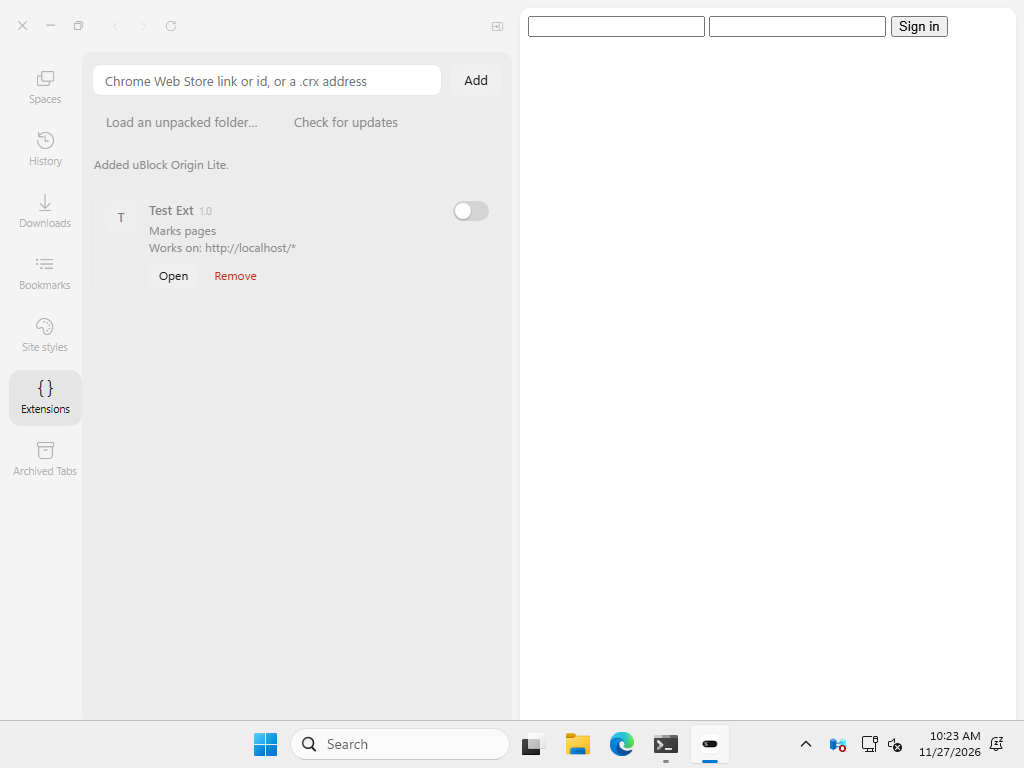 Spaces
History
Downloads
Bookmarks
Site styles
{ }
Extensions
Archived Tabs
Chrome Web Store link or id, or a .crx address
Add
Load an unpacked folder...
Check for updates
Added uBlock Origin Lite.
T
Test Ext 1.0
Marks pages
Works on: http://localhost/*
Open
Remove
Sign in
Search
10:23 AM
11/27/2026